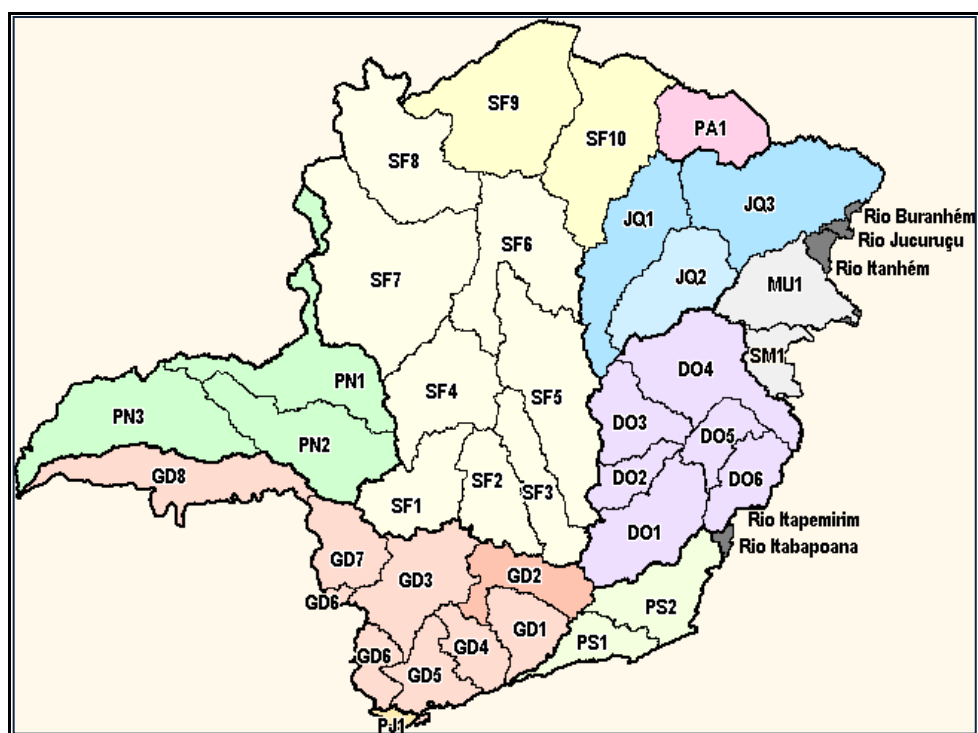 SF9
SF10
PA1
SF8
JQ1
JQ3
Rio Buranhém
Rio Jucuruçu
SF6
Rio Itanhém
SF7
JQ2
MU1
SM1
PN1
DO4
SF4
SF5
PN3
DO3
PN2
DO5
GD8
DO2
DO6
SF2
SF1
SF3
Rio Itapemirim
DO1
Rio Itabapoana
GD7
GD3
GD2
GD6
PS2
GD1
PS1
GD4
GD6
GD5
PJ1